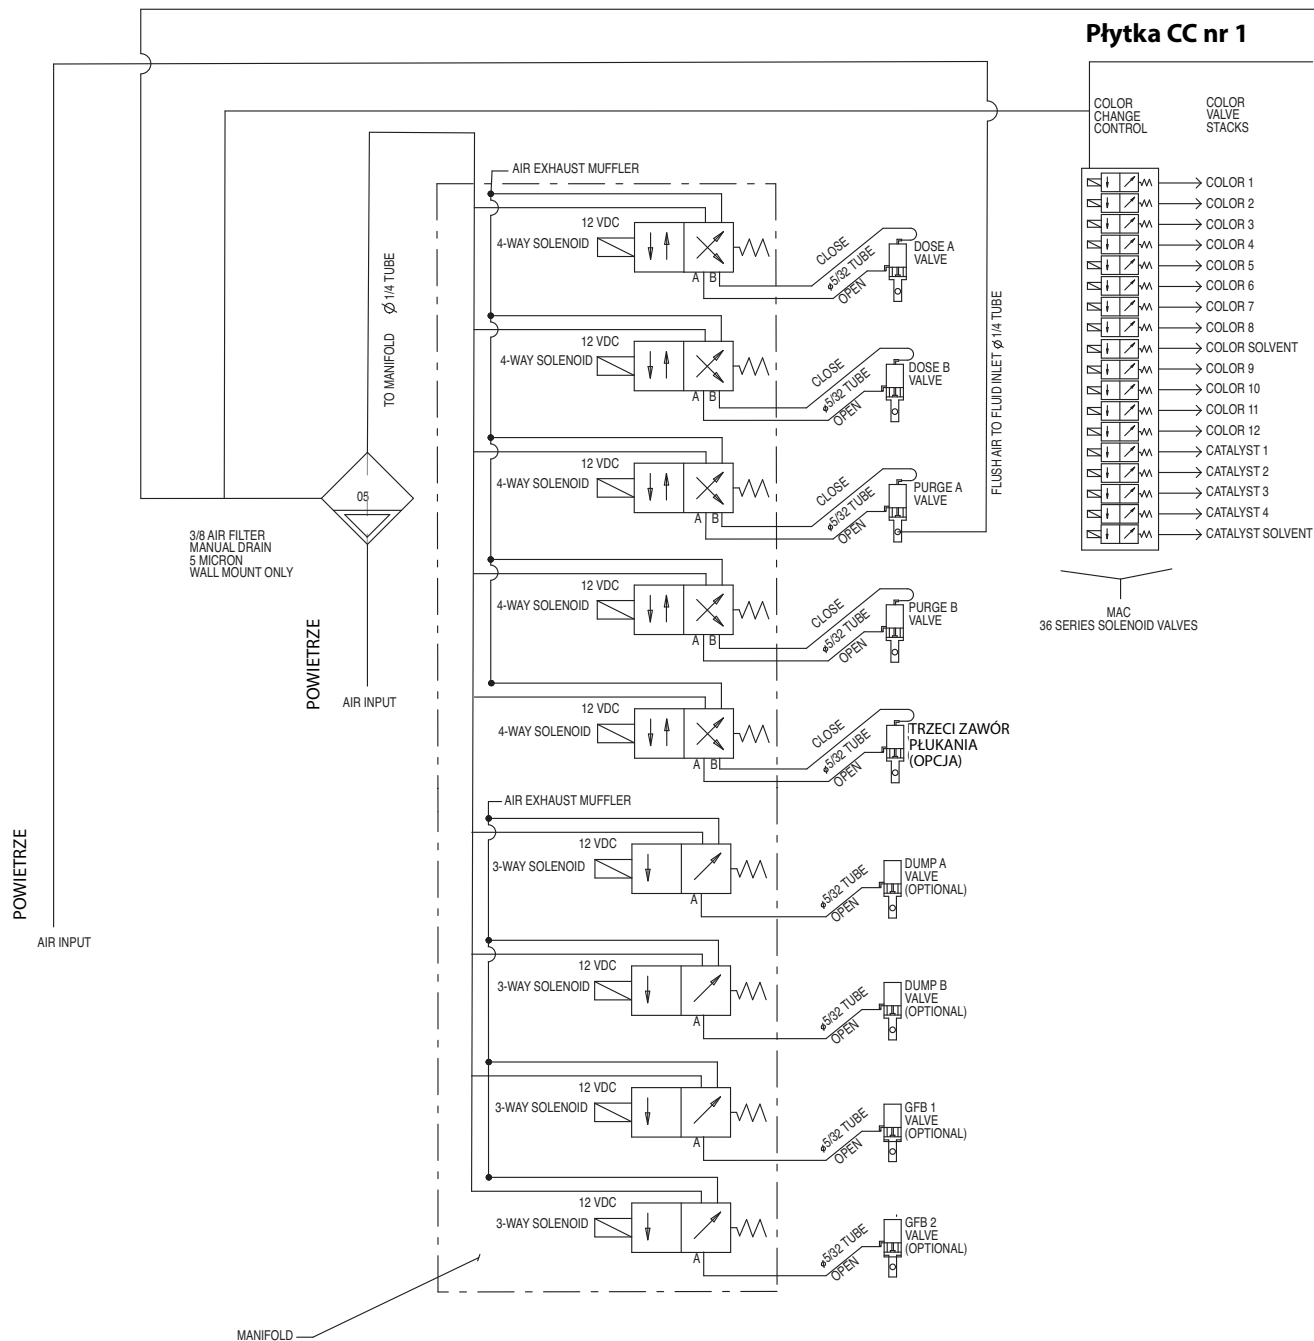 Płytka CC nr 1
COLOR
CHANGE
CONTROL
COLOR
VALVE
STACKS
COLOR 1
COLOR 2
COLOR 3
COLOR 4
COLOR 5
COLOR 6
COLOR 7
COLOR 8
COLOR SOLVENT
COLOR 9
COLOR 10
COLOR 11
COLOR 12
CATALYST 1
CATALYST 2
CATALYST 3
CATALYST 4
CATALYST SOLVENT
MAC
36 SERIES SOLENOID VALVES
AIR EXHAUST MUFFLER
12 VDC
4-WAY SOLENOID
A B
CLOSE
ø5/32 TUBE
OPEN
DOSE A
VALVE
12 VDC
4-WAY SOLENOID
A B
CLOSE
ø5/32 TUBE
OPEN
DOSE B
VALVE
12 VDC
4-WAY SOLENOID
A B
CLOSE
ø5/32 TUBE
OPEN
PURGE A
VALVE
FLUSH AIR TO FLUID INLET Ø 1/4 TUBE
12 VDC
4-WAY SOLENOID
A B
CLOSE
ø5/32 TUBE
OPEN
PURGE B
VALVE
12 VDC
4-WAY SOLENOID
A B
CLOSE
ø5/32 TUBE
OPEN
TRZECI ZAWÓR
PŁUKANIA
(OPCJA)
TO MANIFOLD Ø 1/4 TUBE
05
3/8 AIR FILTER
MANUAL DRAIN
5 MICRON
WALL MOUNT ONLY
POWIETRZE
AIR INPUT
POWIETRZE
AIR INPUT
AIR EXHAUST MUFFLER
12 VDC
3-WAY SOLENOID
A
ø5/32 TUBE
OPEN
DUMP A
VALVE
(OPTIONAL)
12 VDC
3-WAY SOLENOID
A
ø5/32 TUBE
OPEN
DUMP B
VALVE
(OPTIONAL)
12 VDC
3-WAY SOLENOID
A
ø5/32 TUBE
OPEN
GFB 1
VALVE
(OPTIONAL)
12 VDC
3-WAY SOLENOID
A
ø5/32 TUBE
OPEN
GFB 2
VALVE
(OPTIONAL)
MANIFOLD